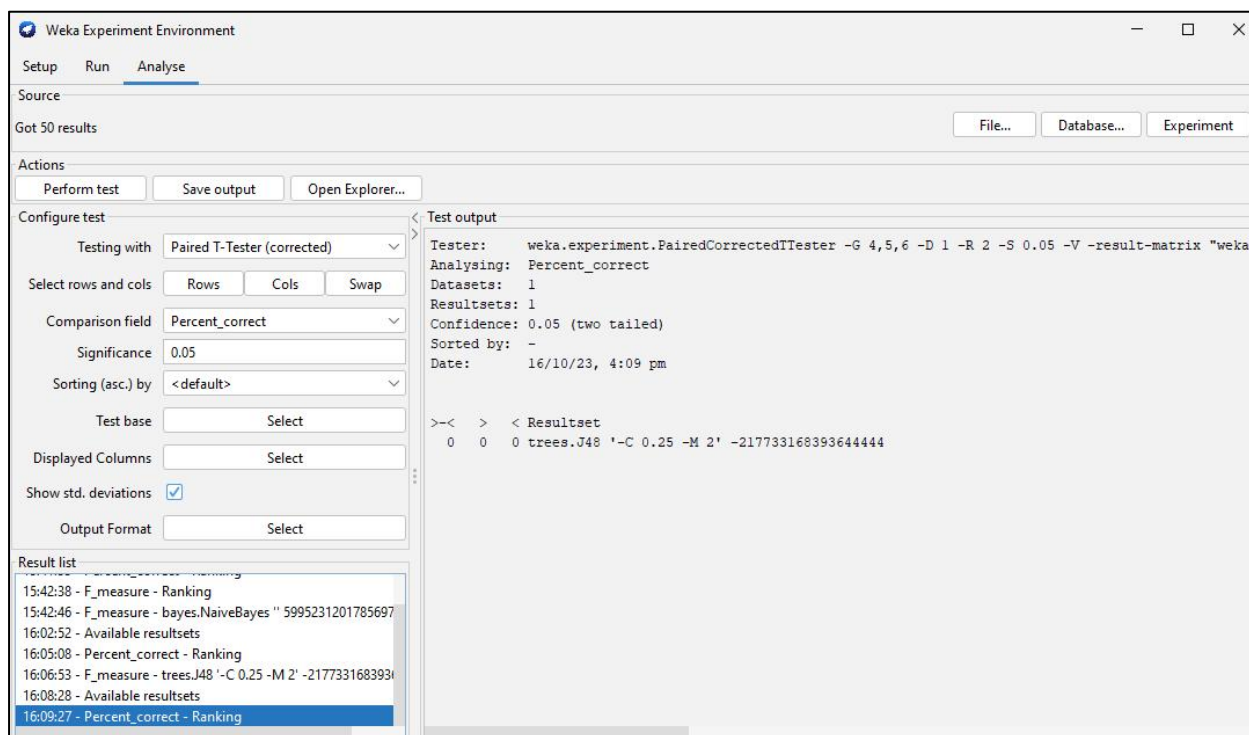 Weka Experiment Environment
Setup Run Analyse
Source
Got 50 results
File... Database... Experiment
Actions
Perform test Save output Open Explorer...
Configure test
Testing with Paired T-Tester (corrected)
Select rows and cols Rows Cols Swap
Comparison field Percent_correct
Significance 0.05
Sorting (asc.) by <default>
Test base Select
Displayed Columns Select
Show std. deviations
Output Format Select
Result list
15:42:38 - F_measure - Ranking
15:42:46 - F_measure - bayes.NaiveBayes '' 5995231201785697
16:02:52 - Available resultsets
16:05:08 - Percent_correct - Ranking
16:06:53 - F_measure - trees.J48 '-C 0.25 -M 2' -217733168393
16:08:28 - Available resultsets
16:09:27 - Percent_correct - Ranking
Test output
Tester: weka.experiment.PairedCorrectedTTester -G 4,5,6 -D 1 -R 2 -S 0.05 -V -result-matrix "weka
Analysing: Percent_correct
Datasets: 1
Resultsets: 1
Confidence: 0.05 (two tailed)
Sorted by: -
Date: 16/10/23, 4:09 pm
>-< > < Resultset
0 0 0 trees.J48 '-C 0.25 -M 2' -217733168393644444